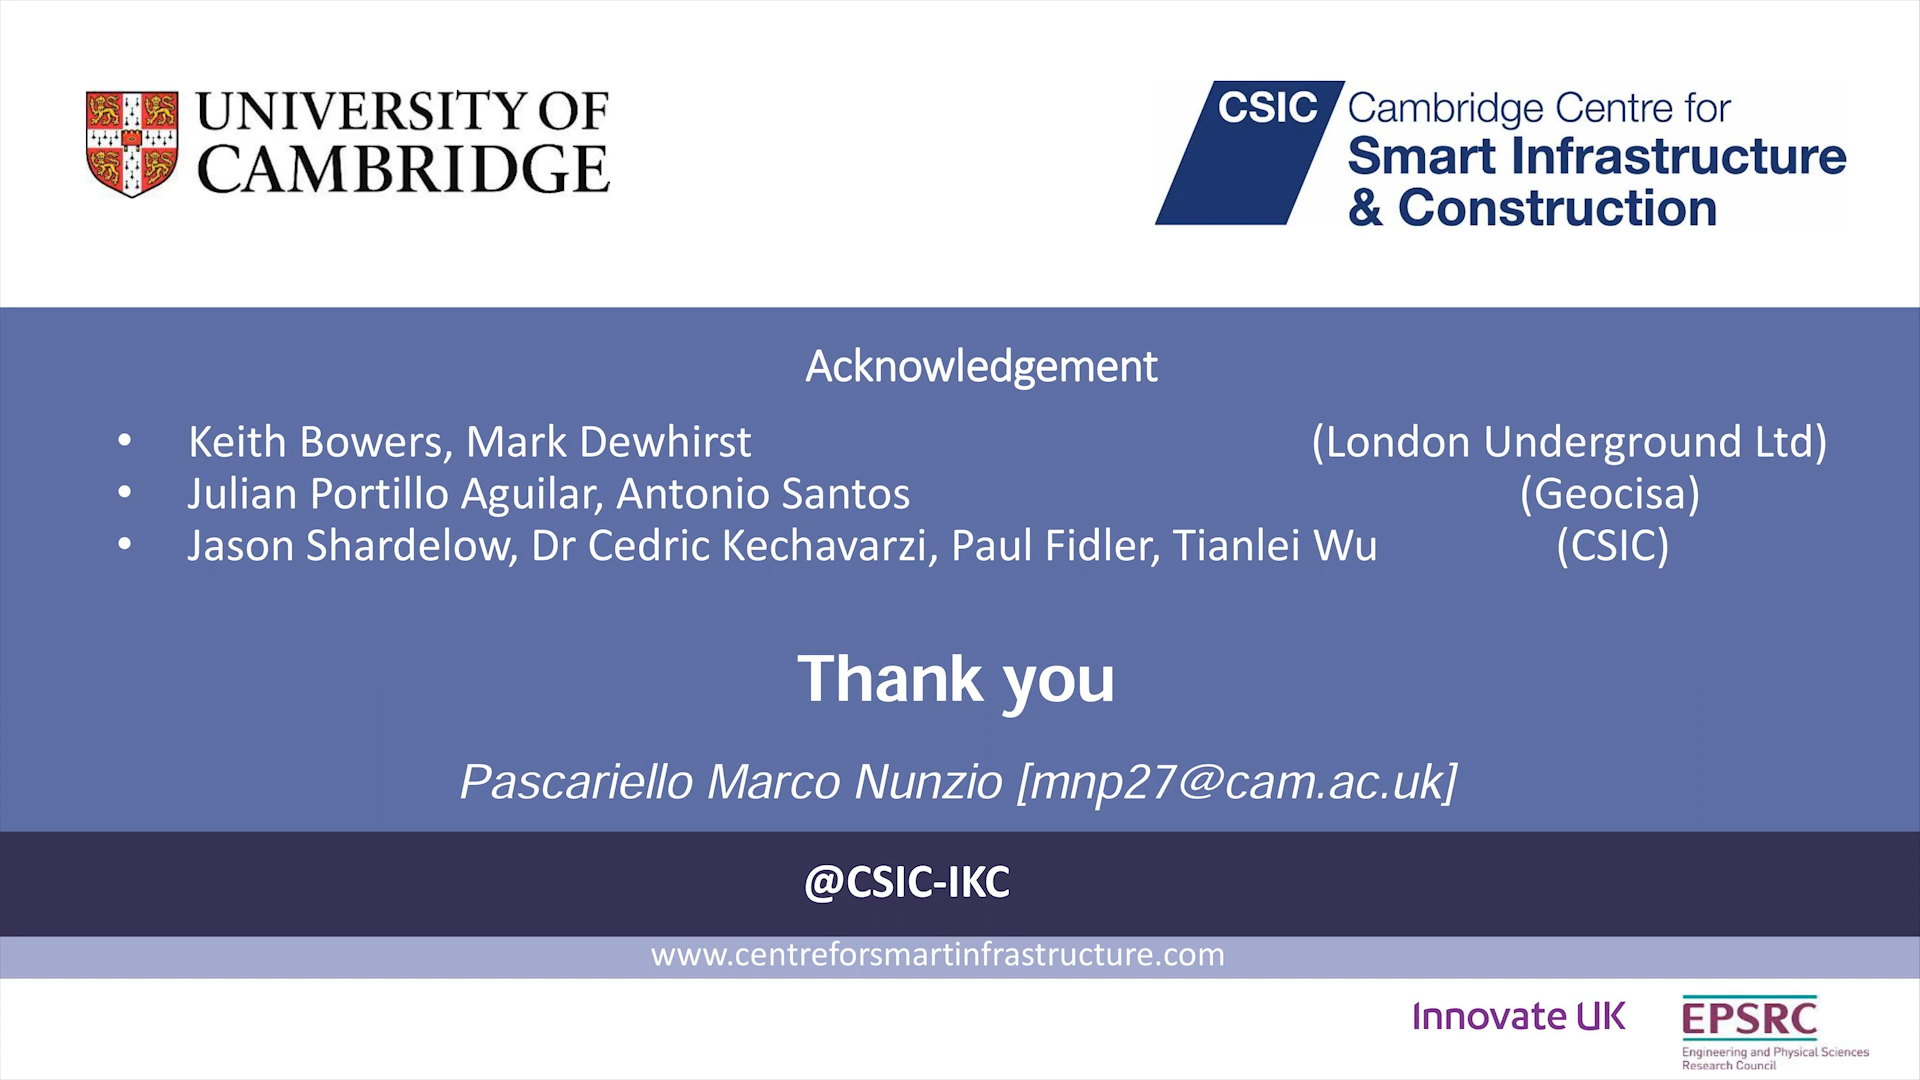 UNIVERSITY OF
CAMBRIDGE
CSIC Cambridge Centre for
Smart Infrastructure
& Construction
Acknowledgement
• Keith Bowers, Mark Dewhirst (London Underground Ltd)
• Julian Portillo Aguilar, Antonio Santos (Geocisa)
• Jason Shardelow, Dr Cedric Kechavarzi, Paul Fidler, Tianlei Wu (CSIC)
Thank you
Pascariello Marco Nunzio [mnp27@cam.ac.uk]
@CSIC-IKC
www.centreforsmartinfrastructure.com
Innovate UK
EPSRC
Engineering and Physical Sciences
Research Council